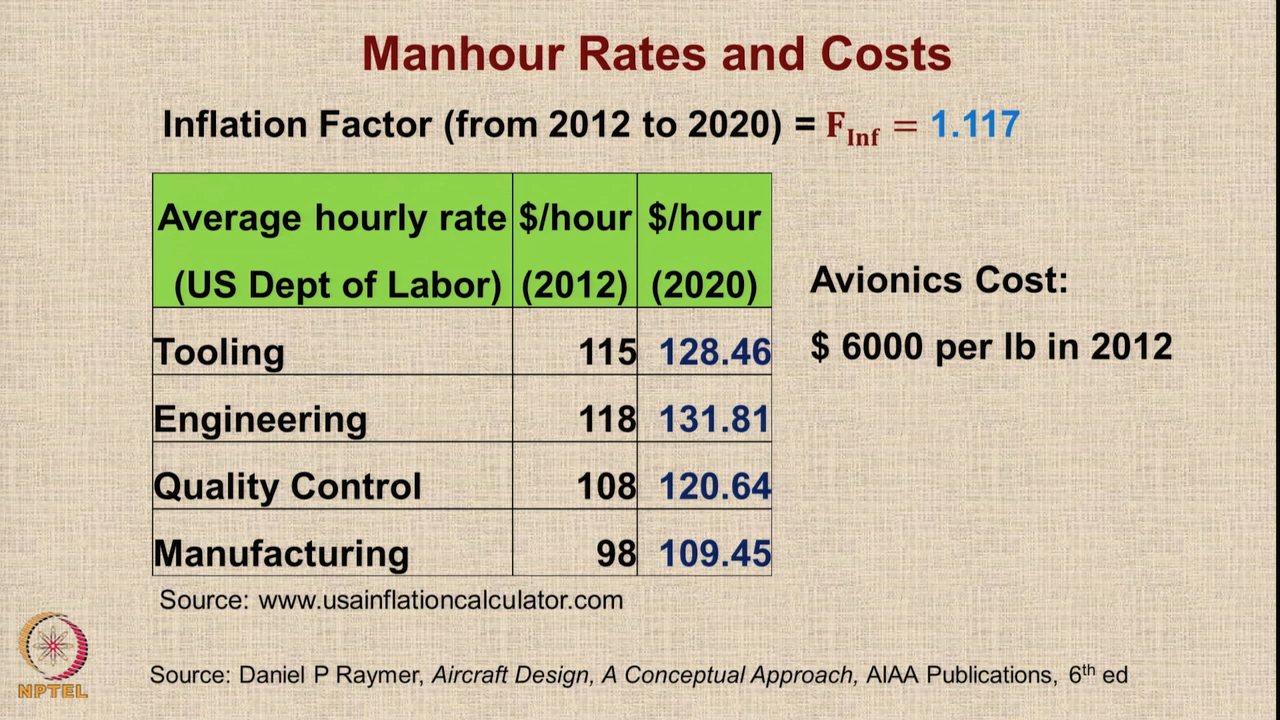 Manhour Rates and Costs
Inflation Factor (from 2012 to 2020) = F_Inf = 1.117
Average hourly rate $/hour $/hour
(US Dept of Labor) (2012) (2020)
Tooling 115 128.46
Engineering 118 131.81
Quality Control 108 120.64
Manufacturing 98 109.45
Avionics Cost:
$ 6000 per lb in 2012
Source: www.usainflationcalculator.com
Source: Daniel P Raymer, Aircraft Design, A Conceptual Approach, AIAA Publications, 6th ed
NPTEL